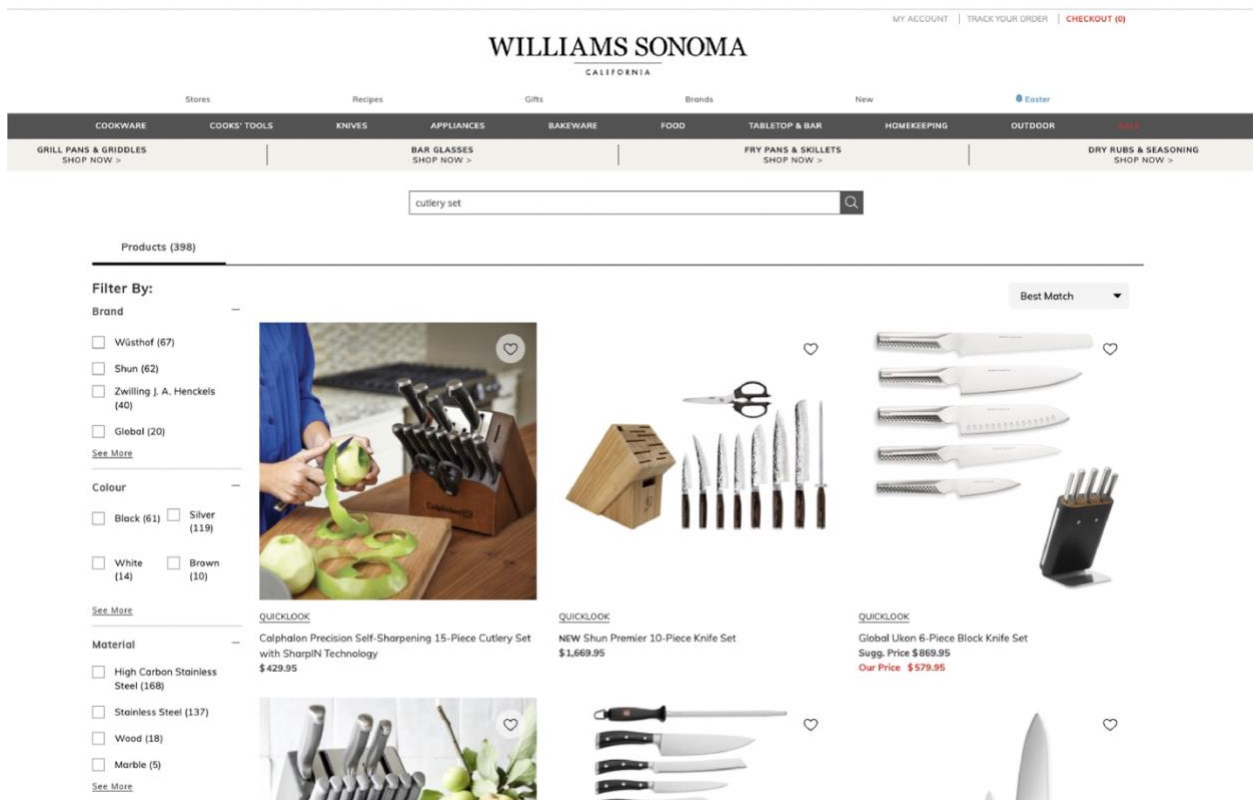 MY ACCOUNT
TRACK YOUR ORDER
CHECKOUT (0)
WILLIAMS SONOMA
CALIFORNIA
Stores
Recipes
Gifts
Brands
New
Easter
COOKWARE
COOKS' TOOLS
KNIVES
APPLIANCES
BAKEWARE
FOOD
TABLETOP & BAR
HOMEKEEPING
OUTDOOR
SALE
GRILL PANS & GRIDDLES
SHOP NOW >
BAR GLASSES
SHOP NOW >
FRY PANS & SKILLETS
SHOP NOW >
DRY RUBS & SEASONING
SHOP NOW >
cutlery set
Products (398)
Filter By:
Best Match
Brand
Wüsthof (67)
Shun (62)
Zwilling J. A. Henckels
(40)
Global (20)
See More
Colour
Black (61)
Silver
(119)
White
(14)
Brown
(10)
See More
Material
High Carbon Stainless
Steel (168)
Stainless Steel (137)
Wood (18)
Marble (5)
See More
Calphalon
QUICKLOOK
Calphalon Precision Self-Sharpening 15-Piece Cutlery Set
with SharpIN Technology
$429.95
QUICKLOOK
NEW Shun Premier 10-Piece Knife Set
$1,669.95
QUICKLOOK
Global Ukon 6-Piece Block Knife Set
Sugg. Price $869.95
Our Price $579.95